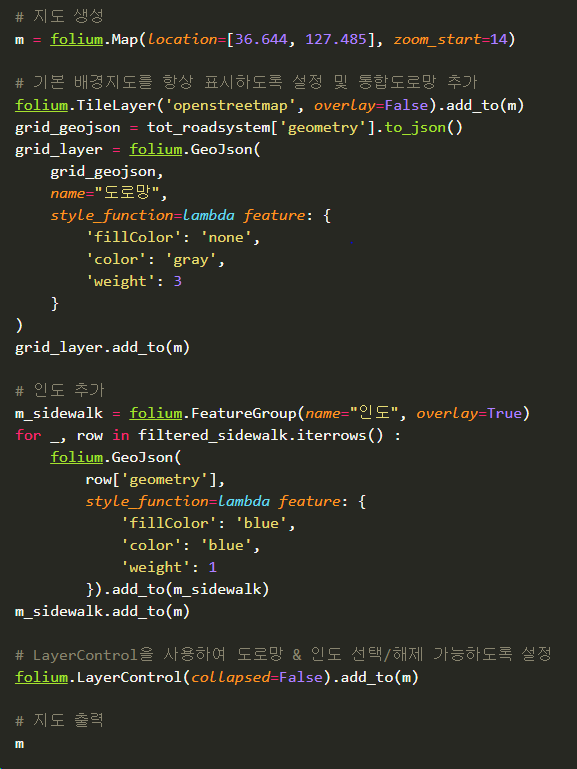 # 지도 생성
m = folium.Map(location=[36.644, 127.485], zoom_start=14)

# 기본 배경지도를 항상 표시하도록 설정 및 통합도로망 추가
folium.TileLayer('openstreetmap', overlay=False).add_to(m)
grid_geojson = tot_roadsystem['geometry'].to_json()
grid_layer = folium.GeoJson(
    grid_geojson,
    name="도로망",
    style_function=lambda feature: {
        'fillColor': 'none',
        'color': 'gray',
        'weight': 3
    }
)
grid_layer.add_to(m)

# 인도 추가
m_sidewalk = folium.FeatureGroup(name="인도", overlay=True)
for _, row in filtered_sidewalk.iterrows() :
    folium.GeoJson(
        row['geometry'],
        style_function=lambda feature: {
            'fillColor': 'blue',
            'color': 'blue',
            'weight': 1
        }).add_to(m_sidewalk)
m_sidewalk.add_to(m)

# LayerControl을 사용하여 도로망 & 인도 선택/해제 가능하도록 설정
folium.LayerControl(collapsed=False).add_to(m)

# 지도 출력
m